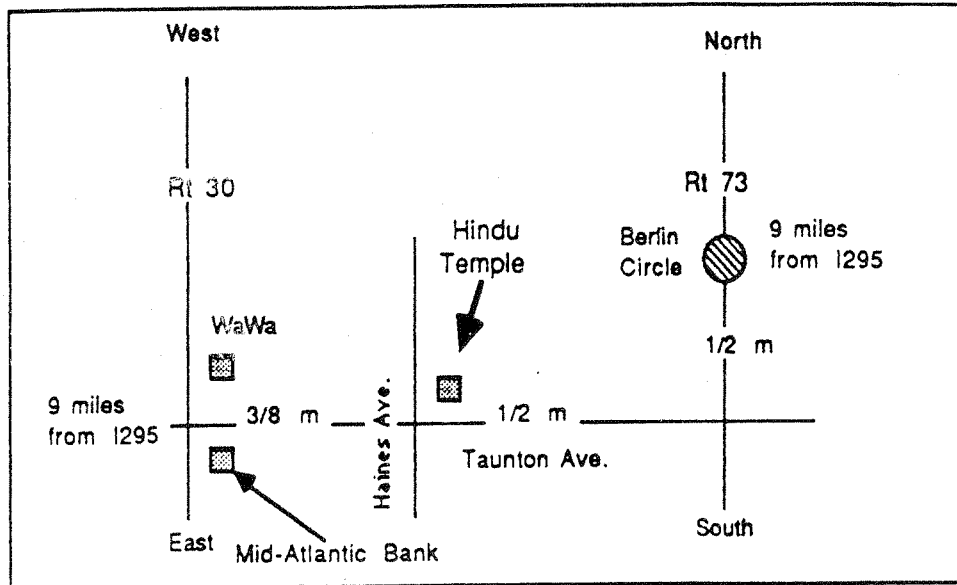 West
North
Rt 30
Rt 73
Hindu
Temple
Berlin
Circle
9 miles
from I295
WaWa
1/2 m
9 miles
from I295
3/8 m
Haines Ave.
1/2 m
Taunton Ave.
East
Mid-Atlantic Bank
South